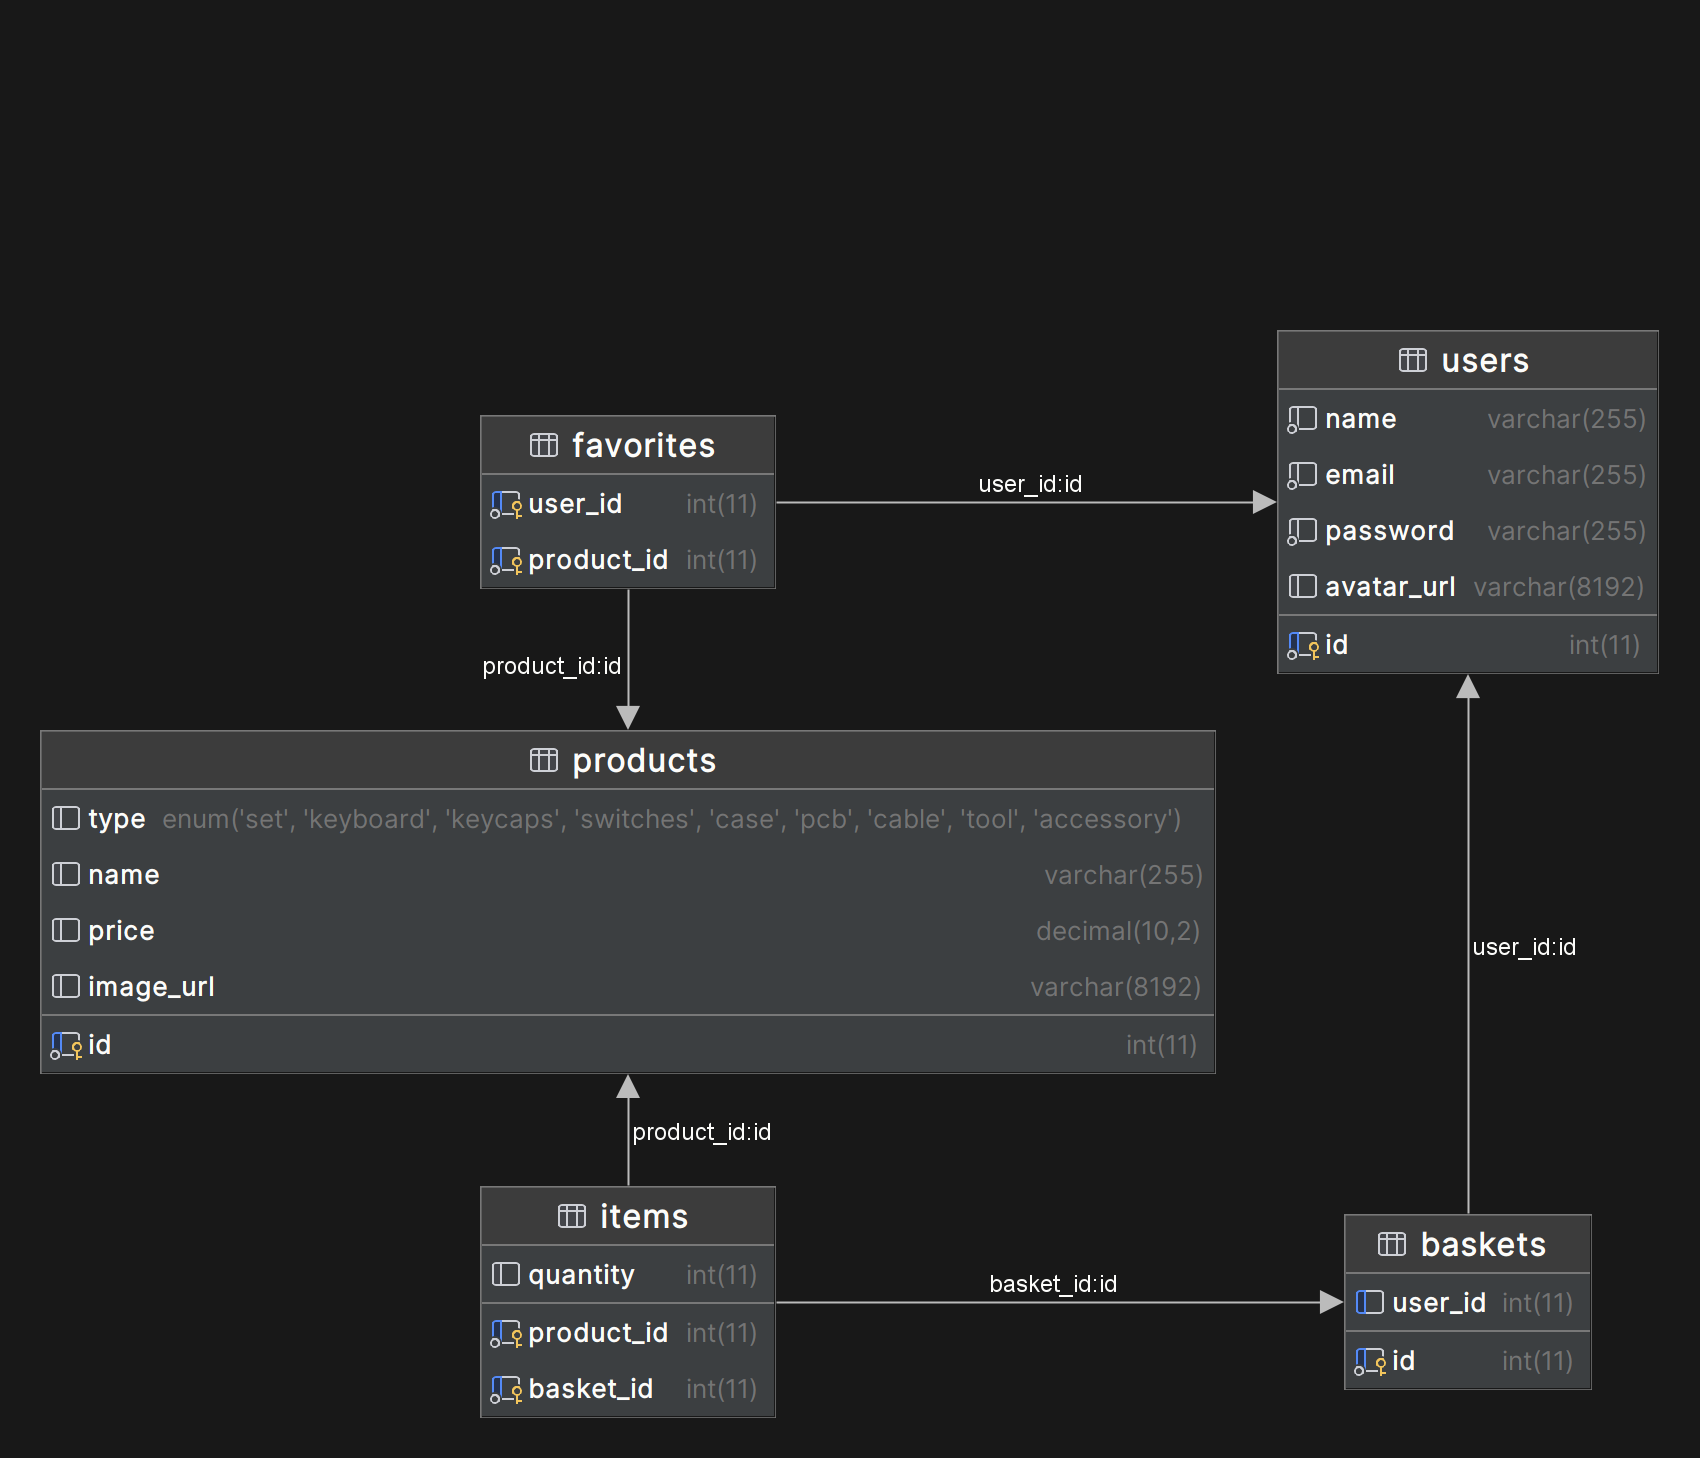 users
name varchar(255)
email varchar(255)
password varchar(255)
avatar_url varchar(8192)
id int(11)
favorites
user_id int(11)
product_id int(11)
user_id:id
product_id:id
products
type enum('set', 'keyboard', 'keycaps', 'switches', 'case', 'pcb', 'cable', 'tool', 'accessory')
name varchar(255)
price decimal(10,2)
image_url varchar(8192)
id int(11)
user_id:id
product_id:id
items
quantity int(11)
product_id int(11)
basket_id int(11)
basket_id:id
baskets
user_id int(11)
id int(11)